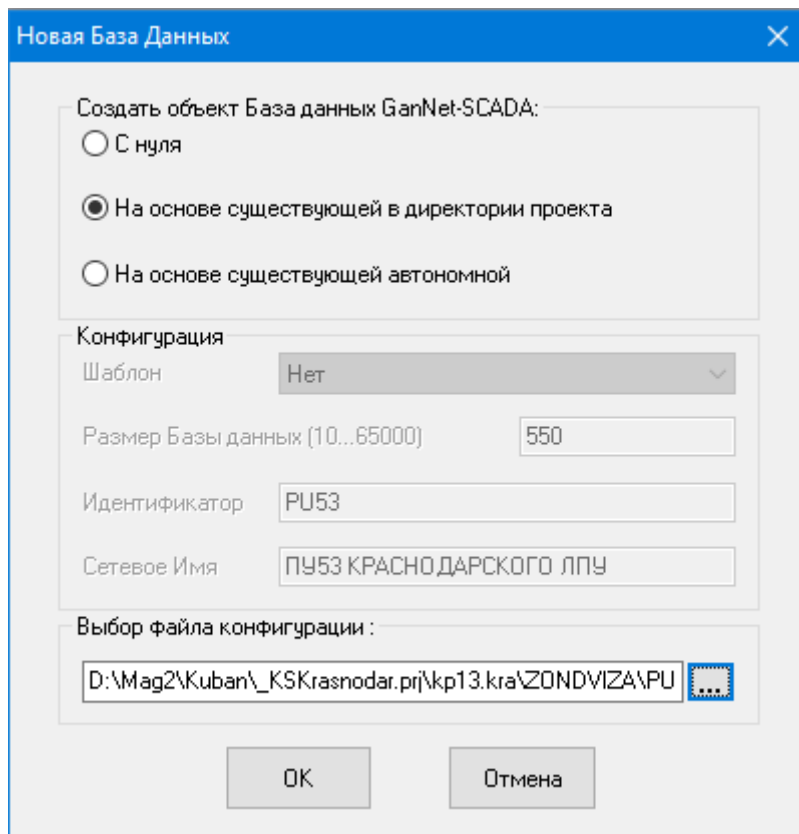 Новая База Данных
Создать объект База данных GanNet-SCADA:
С нуля
На основе существующей в директории проекта
На основе существующей автономной
Конфигурация
Шаблон Нет
Размер Базы данных (10...65000) 550
Идентификатор PU53
Сетевое Имя ПУ53 КРАСНОДАРСКОГО ЛПУ
Выбор файла конфигурации :
D:\Mag2\Kuban\_KSKrasnodar.prj\kp13.kra\ZONDVIZA\PU ...
OK Отмена